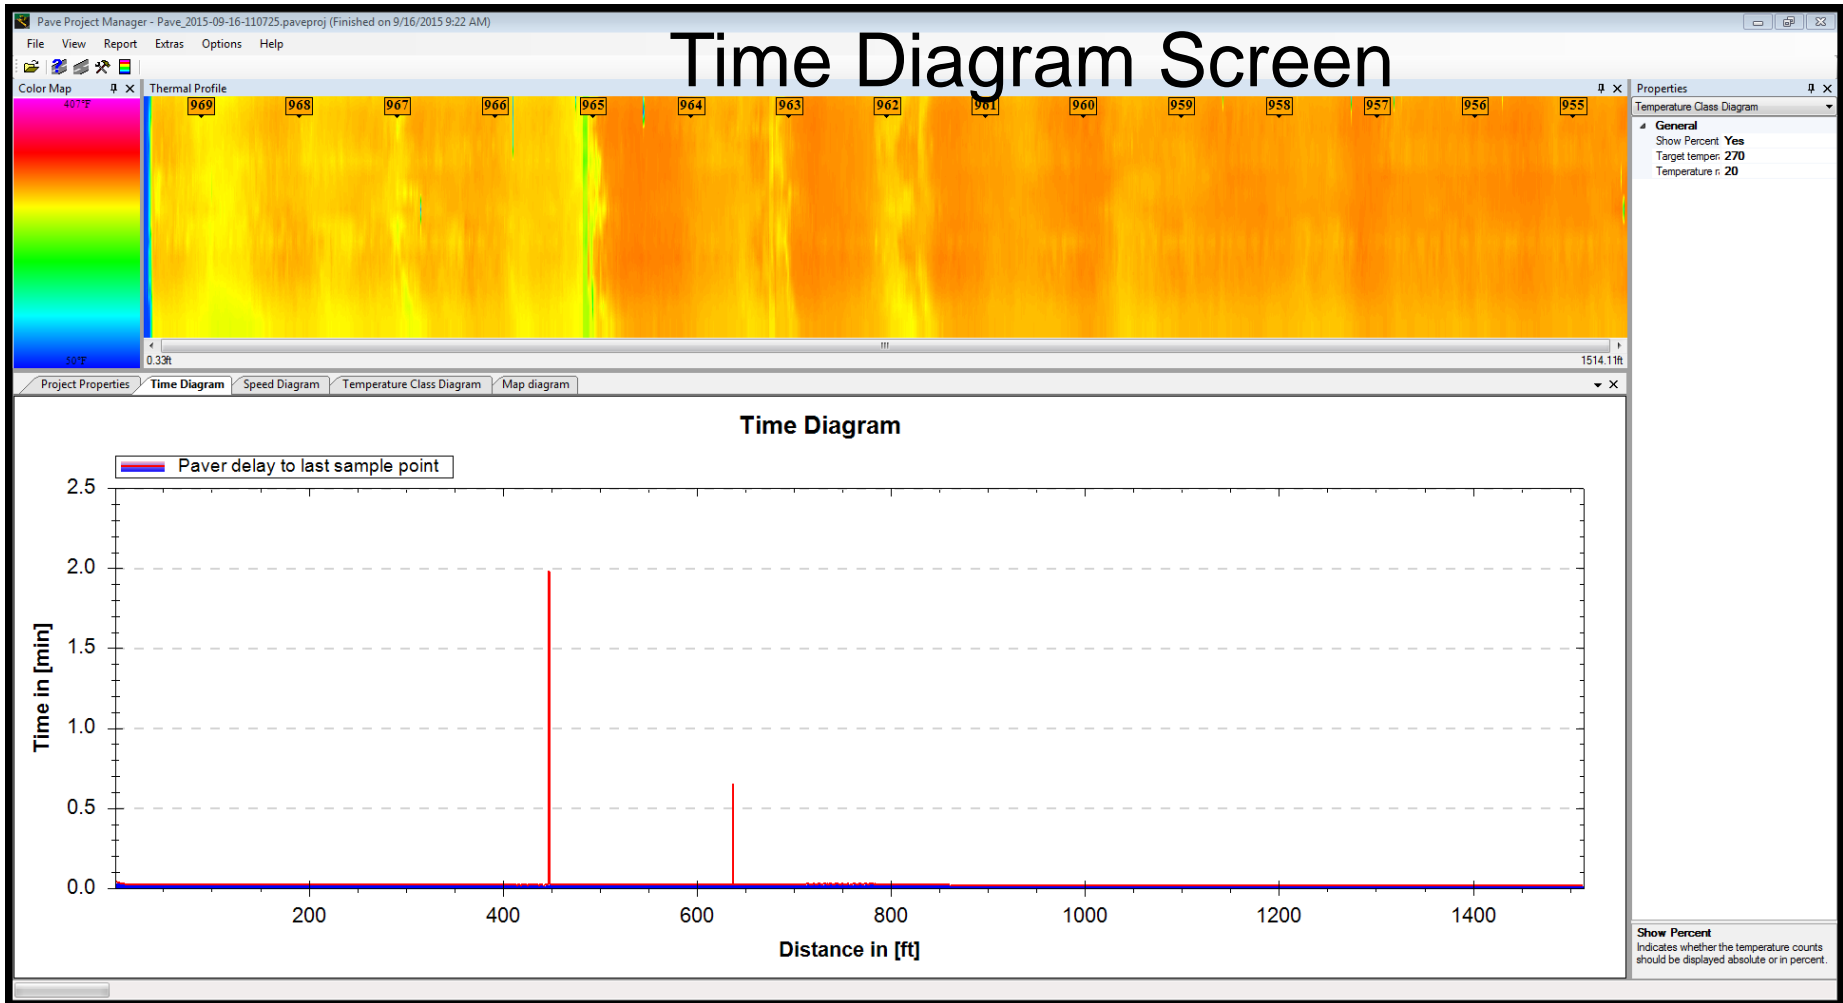 Pave Project Manager - Pave_2015-09-16-110725.paveproj (Finished on 9/16/2015 9:22 AM)
File View Report Extras Options Help
Time Diagram Screen
Color Map
Thermal Profile
Properties
407°F
969 968 967 966 965 964 963 962 961 960 959 958 957 956 955
Temperature Class Diagram
General
Show Percent Yes
Target temper. 270
Temperature r. 20
50°F
0.33ft
1514.11ft
Project Properties Time Diagram Speed Diagram Temperature Class Diagram Map diagram
Time Diagram
Paver delay to last sample point
2.5
2.0
1.5
1.0
0.5
0.0
Time in [min]
200 400 600 800 1000 1200 1400
Distance in [ft]
Show Percent
Indicates whether the temperature counts
should be displayed absolute or in percent.